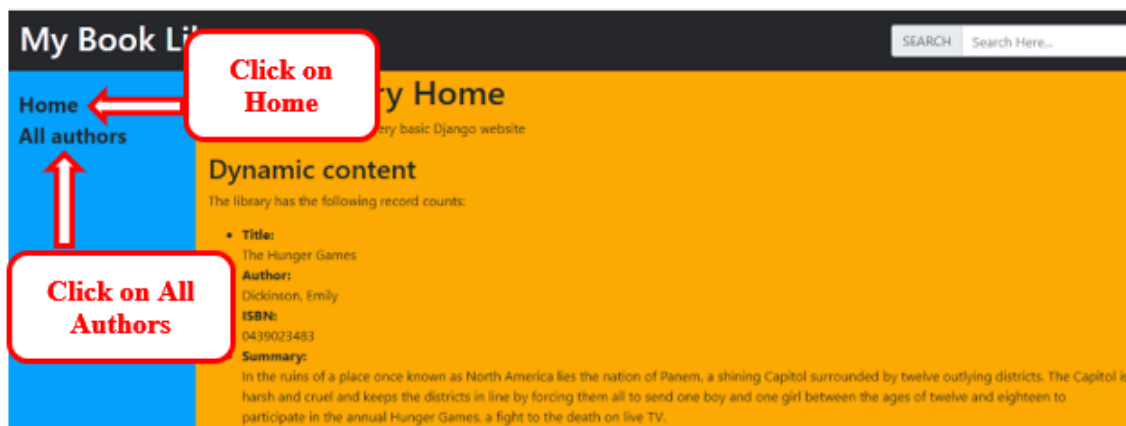 My Book Li
SEARCH Search Here...
Click on
Home
Home
All authors
ry Home
ery basic Django website
Dynamic content
The library has the following record counts:
Title:
The Hunger Games
Author:
Dickinson, Emily
ISBN:
0439023483
Click on All
Authors
Summary:
In the ruins of a place once known as North America lies the nation of Panem, a shining Capitol surrounded by twelve outlying districts. The Capitol is
harsh and cruel and keeps the districts in line by forcing them all to send one boy and one girl between the ages of twelve and eighteen to
participate in the annual Hunger Games, a fight to the death on live TV.